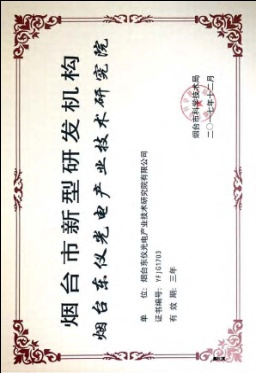 烟台市新型研发机构
烟台东仪光电产业技术研究院
单 位：烟台东仪光电产业技术研究院有限公司
证书编号：YFJG1703
有 效 期：三年
烟台市科学技术局
二〇一七年十二月